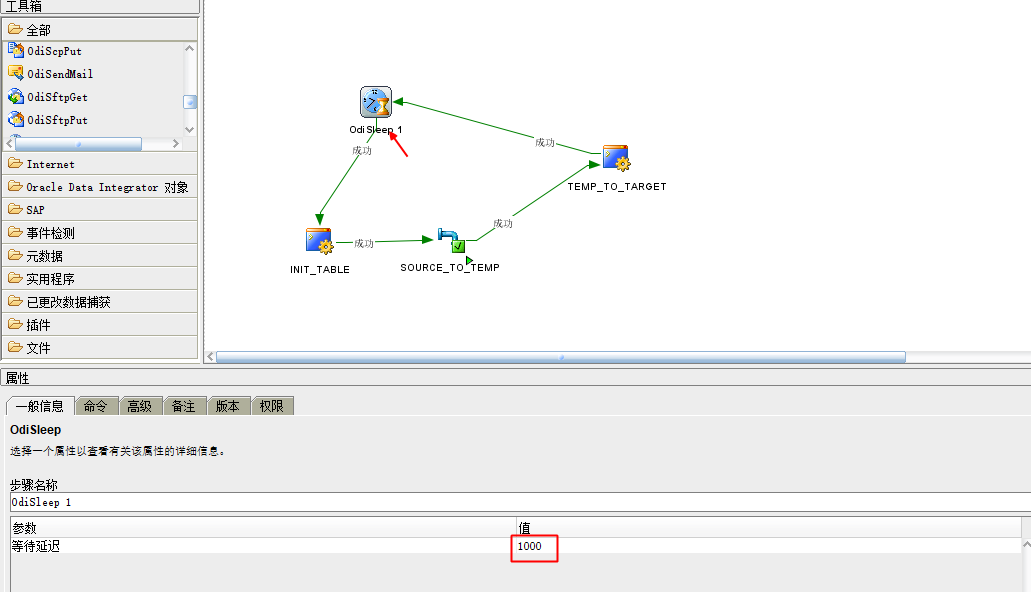 工具箱
全部
OdiScpPut
OdiSendMail
OdiSftpGet
OdiSftpPut
Internet
Oracle Data Integrator 对象
SAP
事件检测
元数据
实用程序
已更改数据捕获
插件
文件
OdiSleep 1
成功
成功
TEMP_TO_TARGET
成功
成功
INIT_TABLE
SOURCE_TO_TEMP
属性
一般信息 命令 高级 备注 版本 权限
OdiSleep
选择一个属性以查看有关该属性的详细信息。
步骤名称
OdiSleep 1
参数 值
等待延迟 1000